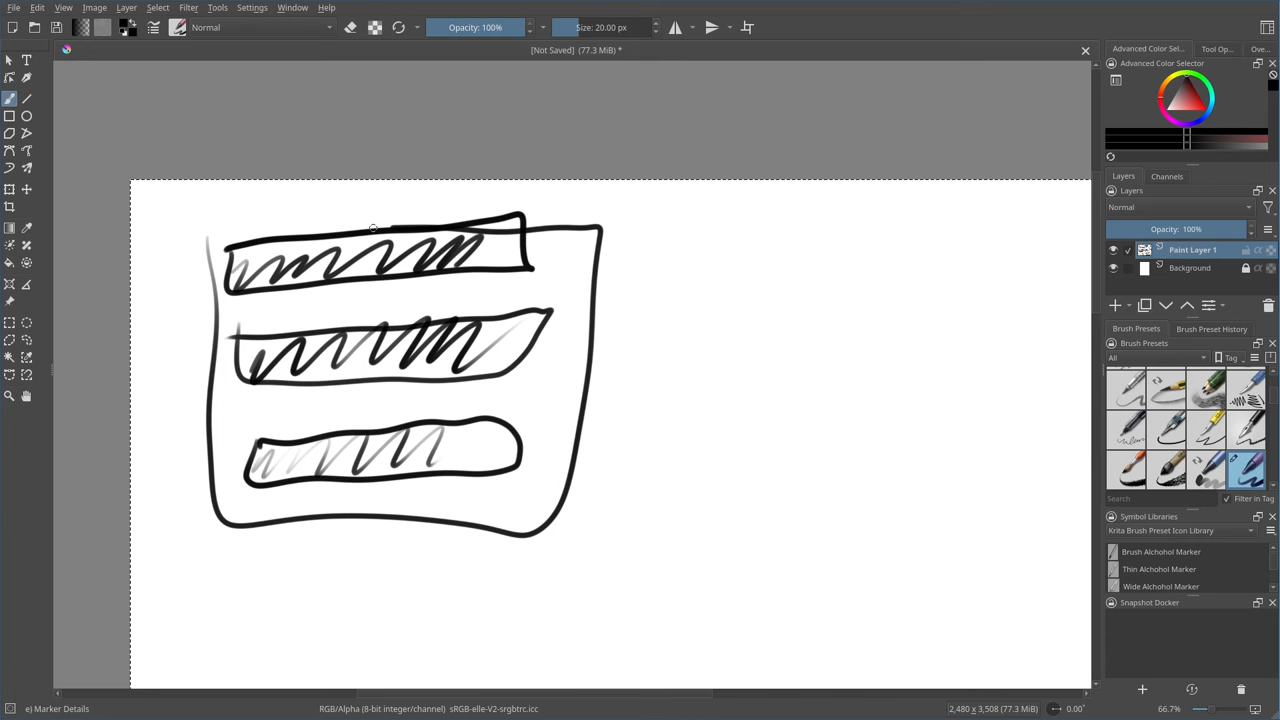 File Edit View Image Layer Select Filter Tools Settings Window Help
Normal Opacity: 100% Size: 20.00 px
[Not Saved] (77.3 MiB) *
Advanced Color Sel... Tool Op... Ove...
Advanced Color Selector
Layers Channels
Layers
Normal
Opacity: 100%
Paint Layer 1
Background
Brush Presets Brush Preset History
Brush Presets
All Tag
Search Filter in Tag
Symbol Libraries
Krita Brush Preset Icon Library
Brush Alchohol Marker
Thin Alchohol Marker
Wide Alchohol Marker
Snapshot Docker
e) Marker Details RGB/Alpha (8-bit integer/channel) sRGB-elle-V2-srgbtrc.icc 2,480 x 3,508 (77.3 MiB) 0.00° 66.7%